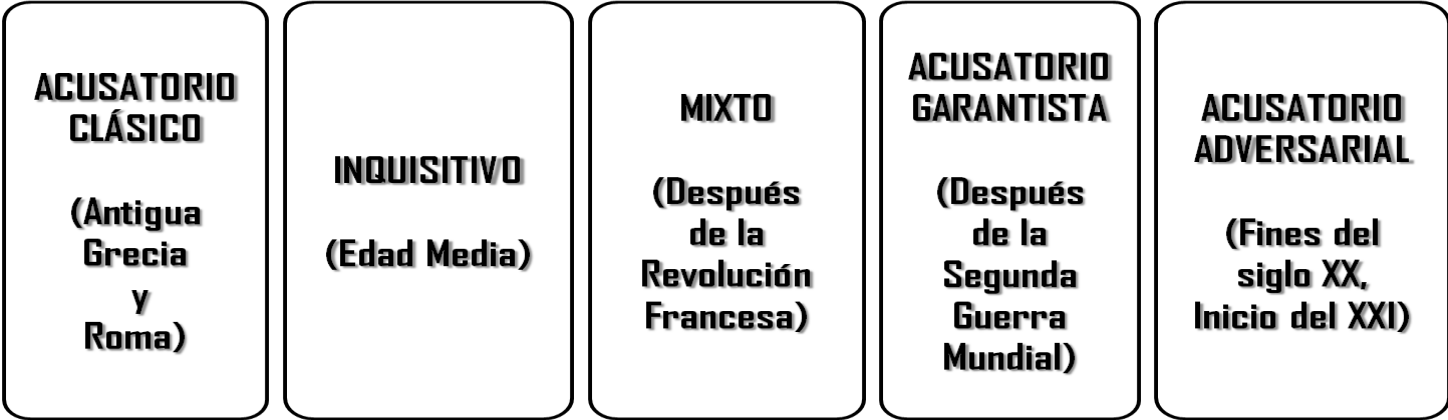 ACUSATORIO
CLÁSICO
(Antigua
Grecia
y
Roma)
INQUISITIVO
(Edad Media)
MIXTO
(Después
de la
Revolución
Francesa)
ACUSATORIO
GARANTISTA
(Después
de la
Segunda
Guerra
Mundial)
ACUSATORIO
ADVERSARIAL
(Fines del
siglo XX,
Inicio del XXI)